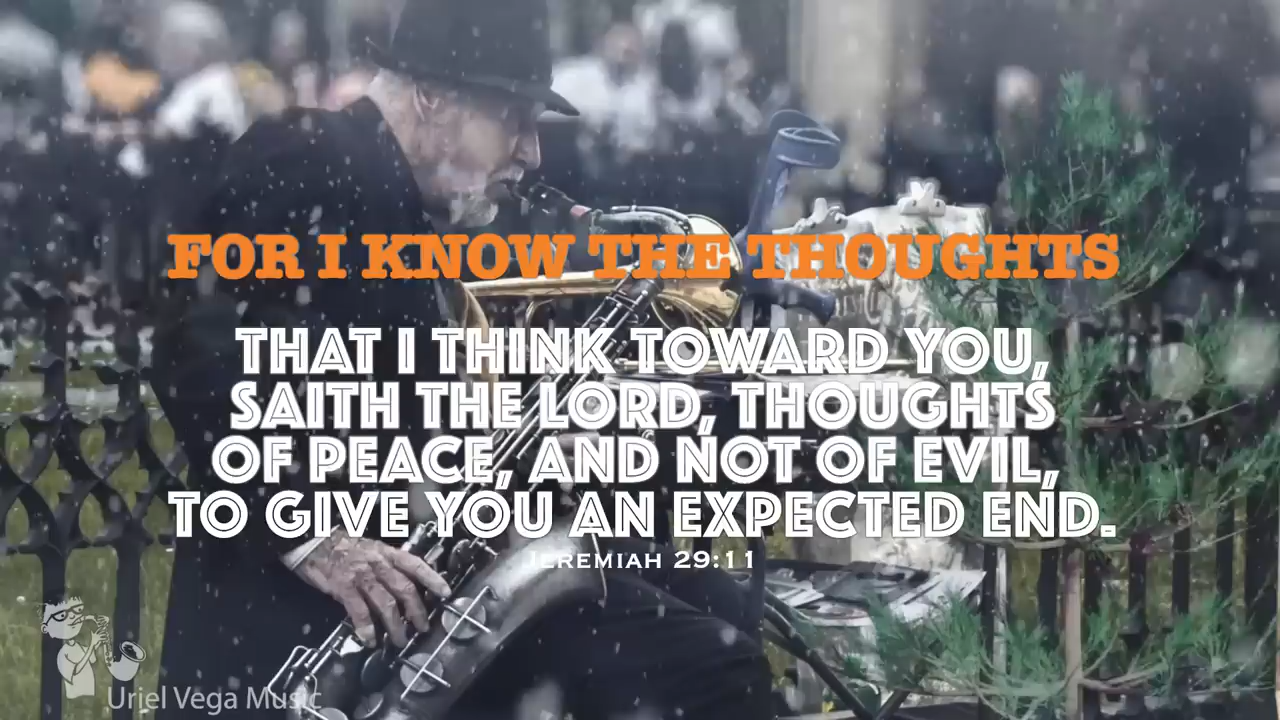 FOR I KNOW THE THOUGHTS
THAT I THINK TOWARD YOU,
SAITH THE LORD, THOUGHTS
OF PEACE, AND NOT OF EVIL,
TO GIVE YOU AN EXPECTED END.
JEREMIAH 29:11
Uriel Vega Music